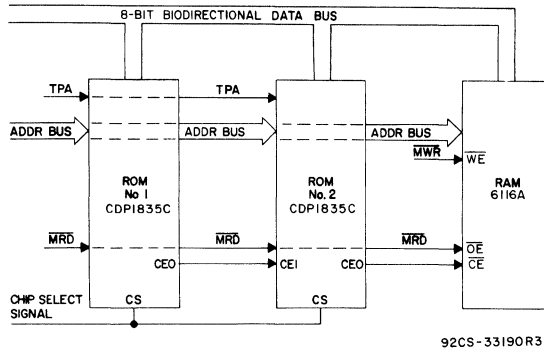 8-BIT BIODIRECTIONAL DATA BUS
TPA
TPA
ADDR BUS
ADDR BUS
ADDR BUS
MWR
WE
ROM
No 1
CDP1835C
ROM
No. 2
CDP1835C
RAM
6116A
MRD
MRD
MRD
OE
CEO
CEI
CEO
CE
CHIP SELECT
SIGNAL
CS
CS
92CS-33190R3